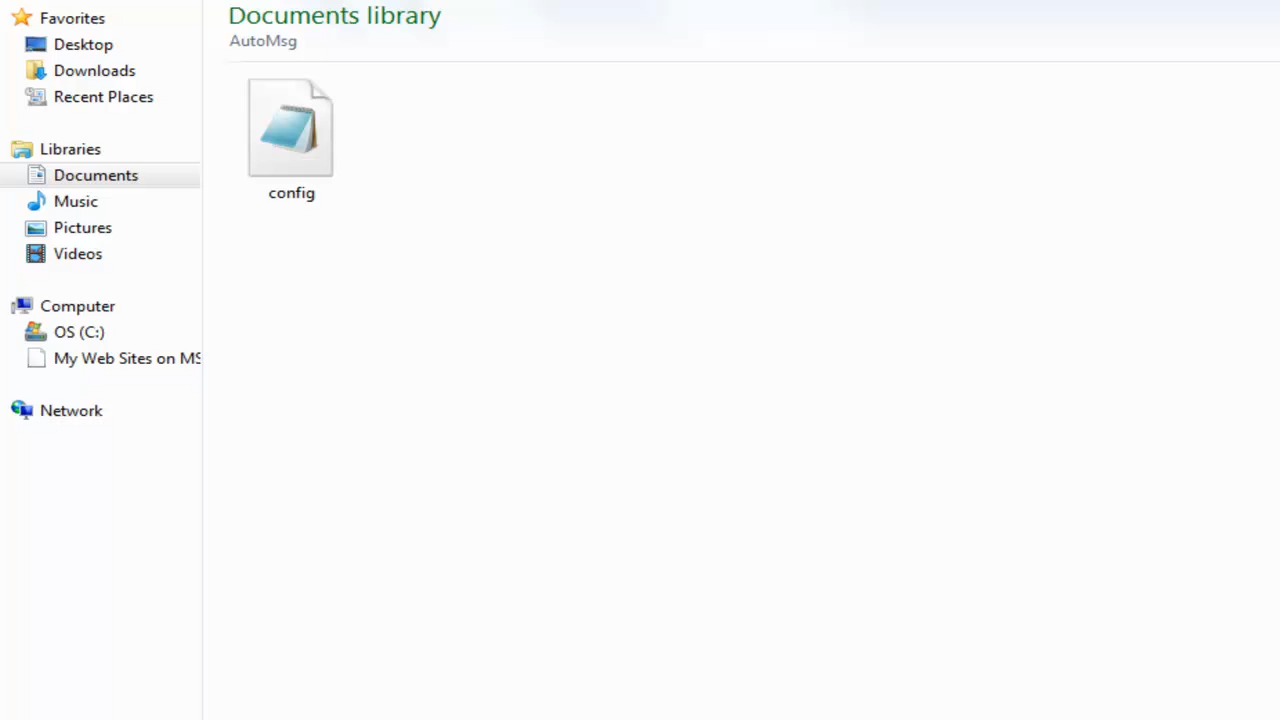 Favorites
Desktop
Downloads
Recent Places
Libraries
Documents
Music
Pictures
Videos
Computer
OS (C:)
My Web Sites on MS
Network
Documents library
AutoMsg
config